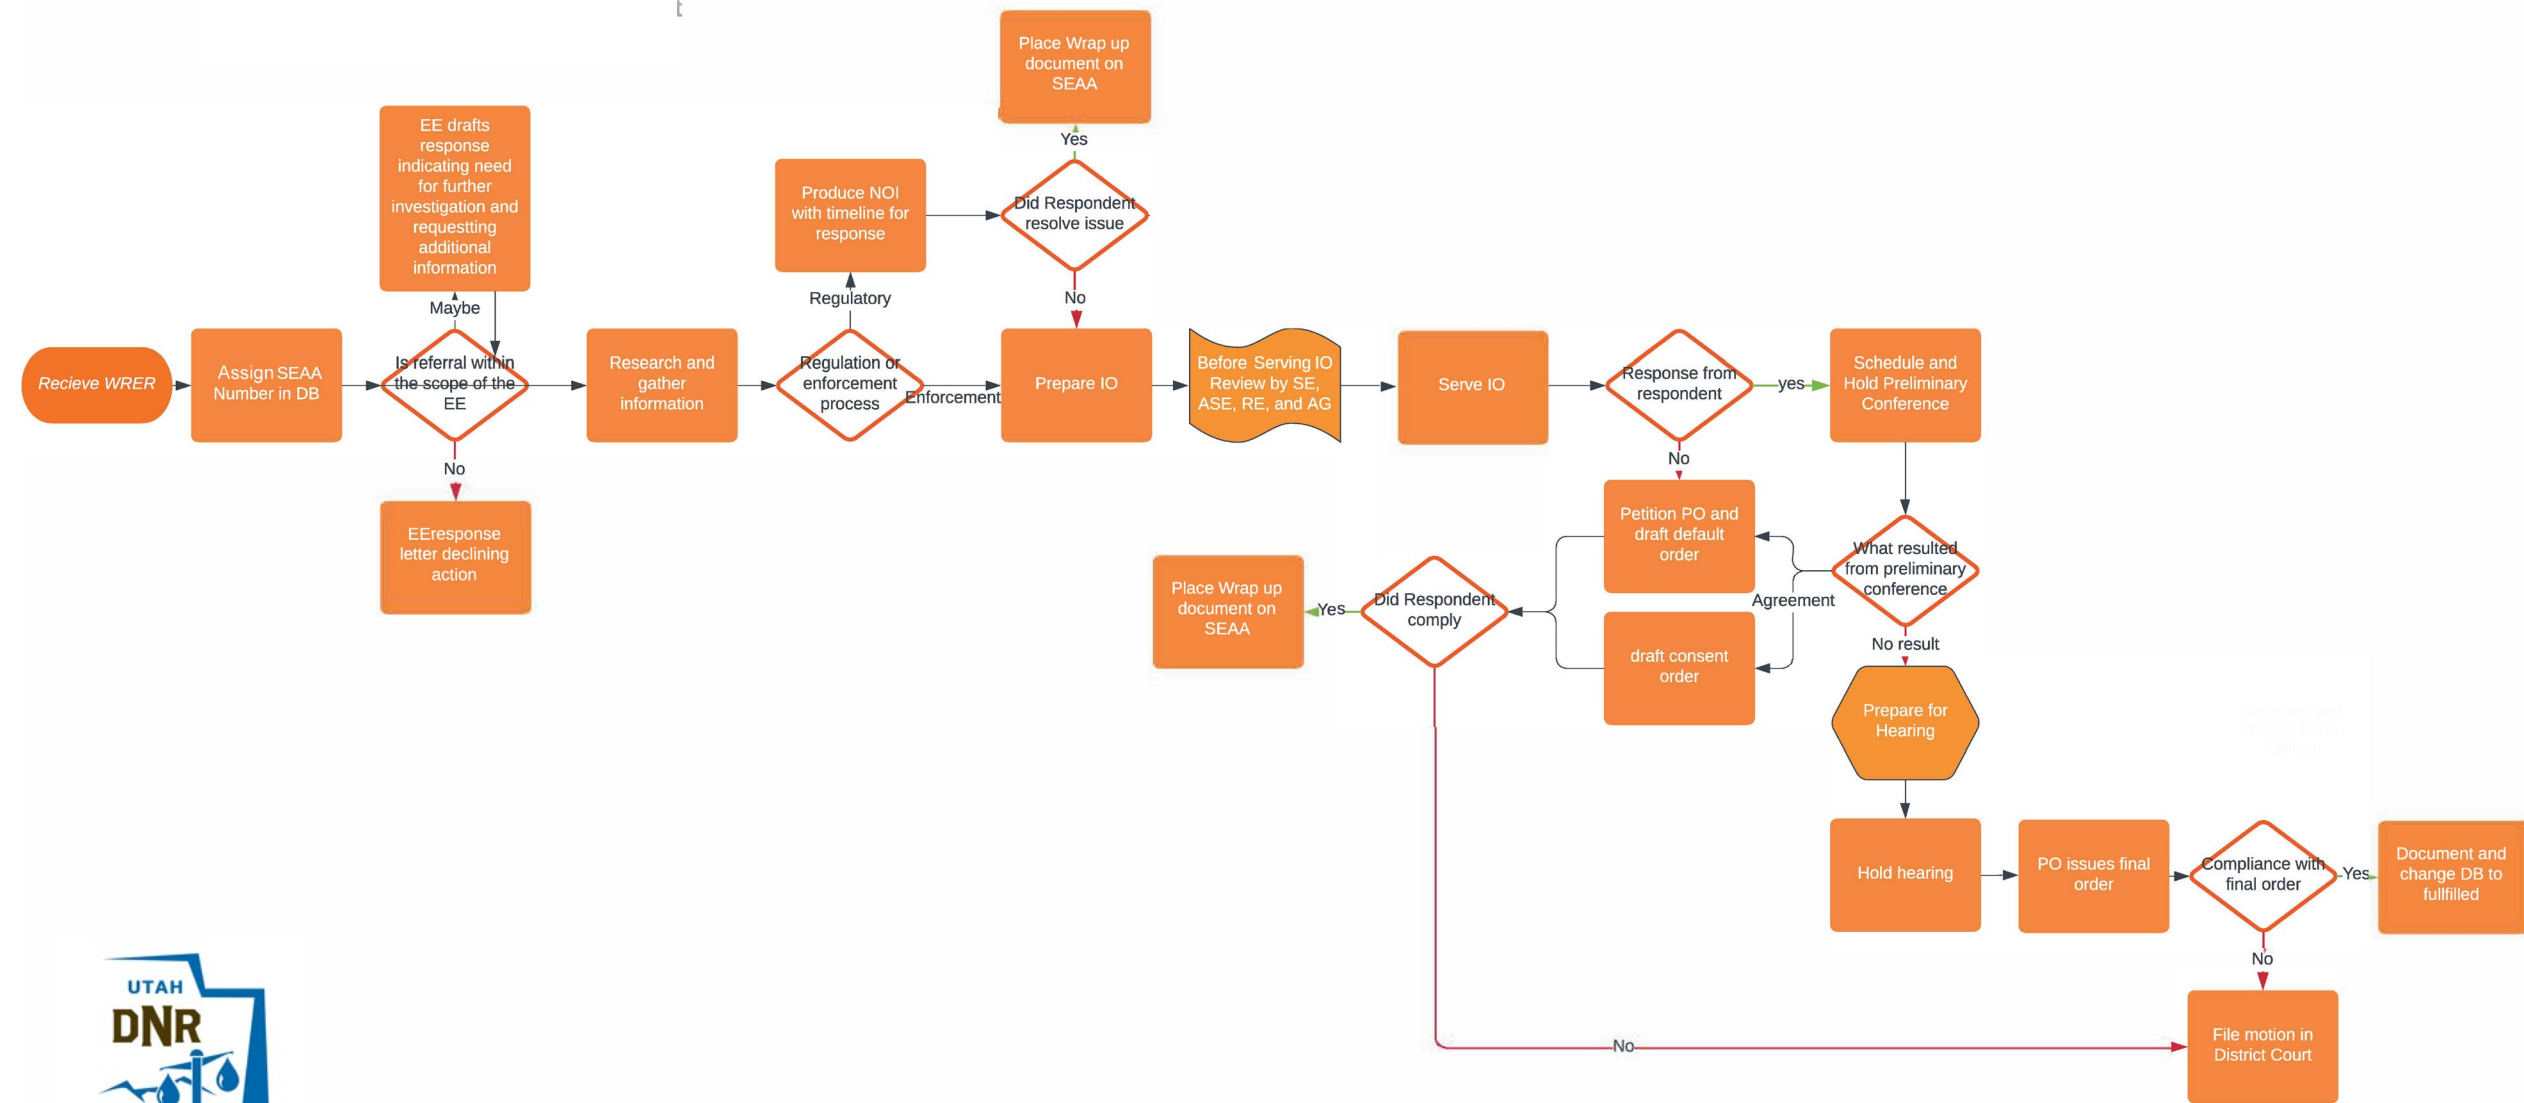 t
Place Wrap up
document on
SEAA
Yes
EE drafts
response
indicating need
for further
investigation and
requestting
additional
information
Maybe
Produce NOI
with timeline for
response
Did Respondent
resolve issue
Regulatory
No
Recieve WRER
Assign SEAA
Number in DB
Is referral within
the scope of the
EE
Research and
gather
information
Regulation or
enforcement
process
Enforcement
Prepare IO
Before Serving IO
Review by SE,
ASE, RE, and AG
Serve IO
Response from
respondent
yes
Schedule and
Hold Preliminary
Conference
No
EEresponse
letter declining
action
No
Petition PO and
draft default
order
What resulted
from preliminary
conference
Agreement
Place Wrap up
document on
SEAA
Yes
Did Respondent
comply
draft consent
order
No result
Prepare for
Hearing
Hold hearing
PO issues final
order
Compliance with
final order
Yes
Document and
change DB to
fullfilled
No
File motion in
District Court
No
UTAH
DNR